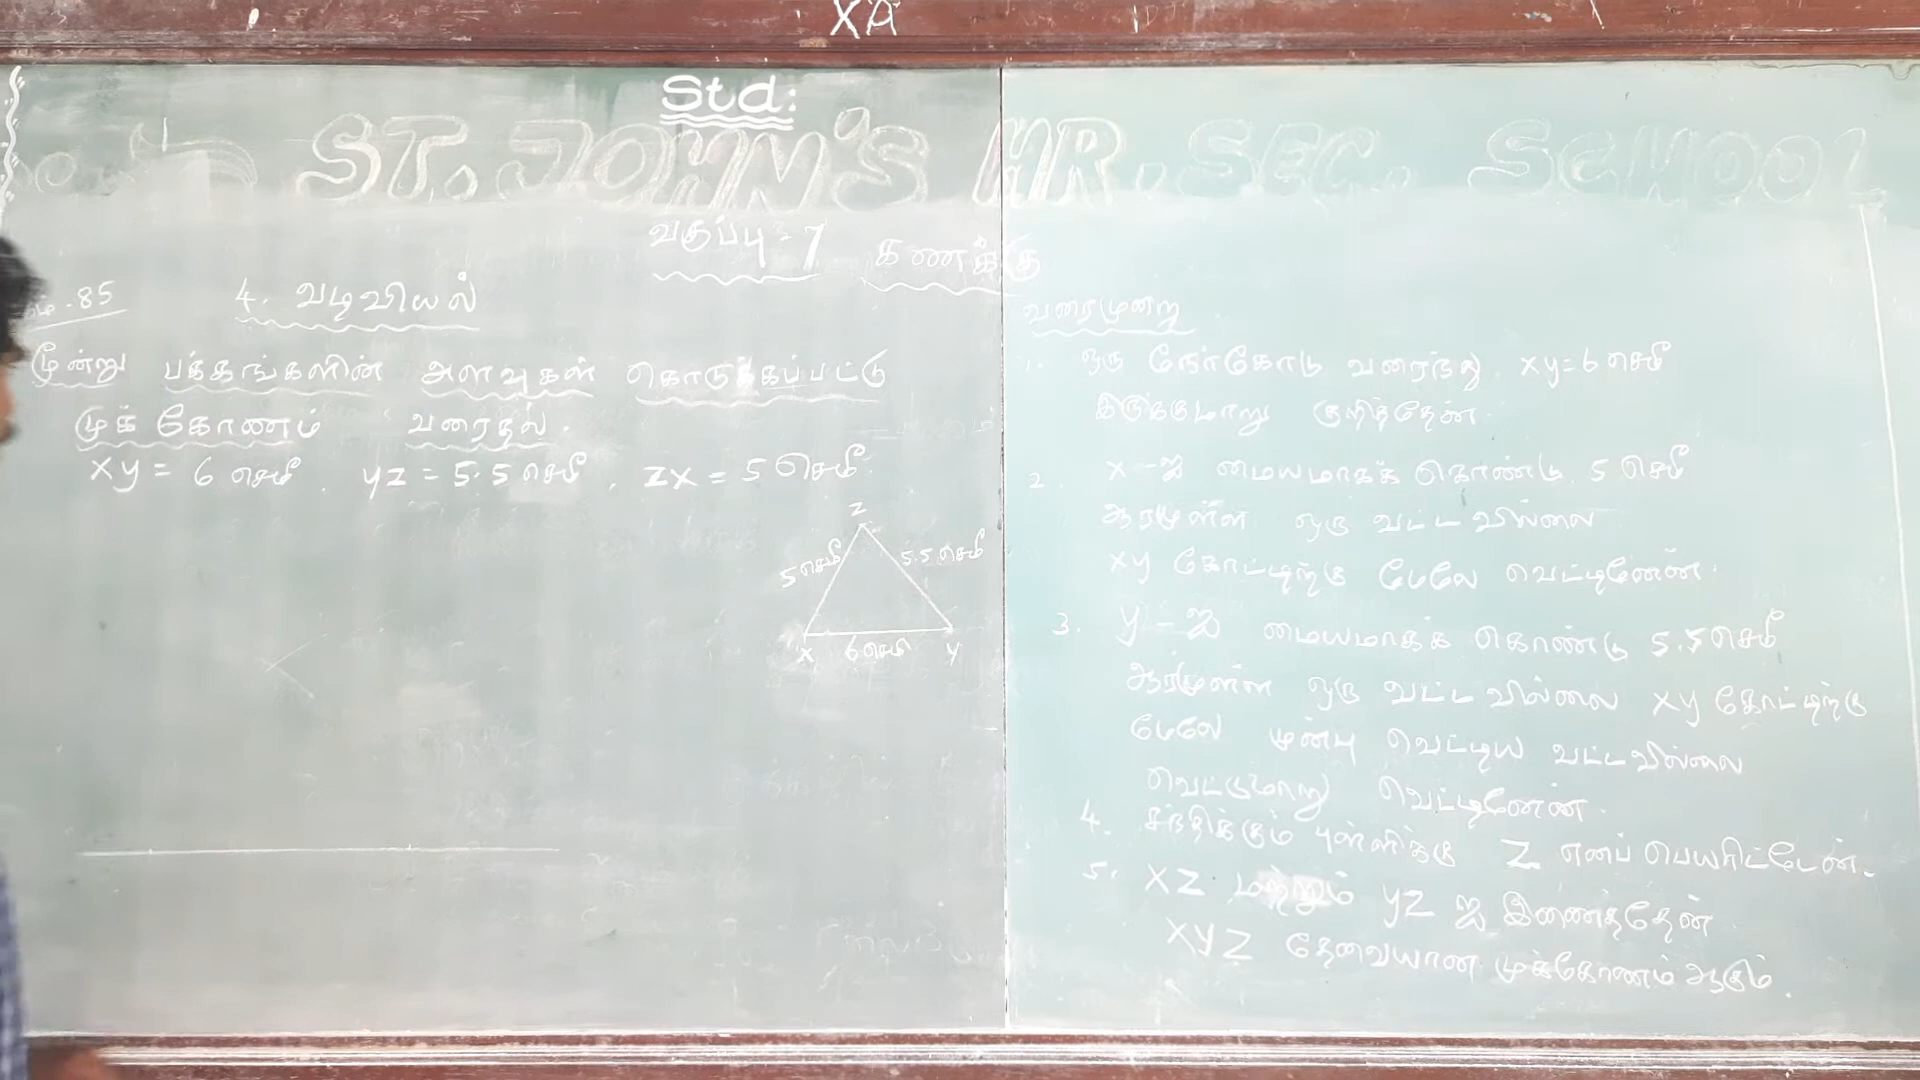 XA
Std:
ST. JOHN'S HR. SEC. SCHOOL
வகுப்பு - 7 கணக்கு
.85 4. வடிவியல்
மூன்று பக்கங்களின் அளவுகள் கொடுக்கப்பட்டு
முக்கோணம் வரைதல்.
XY = 6 செமீ, YZ = 5.5 செமீ, ZX = 5 செமீ.
Z
5 செமீ 5.5 செமீ
X 6 செமீ Y
வரைமுறை
1. ஒரு நேர்கோடு வரைந்து XY = 6 செமீ
இருக்குமாறு குறித்தேன்.
2. X - ஐ மையமாகக் கொண்டு 5 செமீ
ஆரமுள்ள ஒரு வட்டவில்லை
XY கோட்டிற்கு மேலே வெட்டினேன்.
3. Y - ஐ மையமாகக் கொண்டு 5.5 செமீ
ஆரமுள்ள ஒரு வட்டவில்லை XY கோட்டிற்கு
மேலே முன்பு வெட்டிய வட்டவில்லை
வெட்டுமாறு வெட்டினேன்.
4. சந்திக்கும் புள்ளிக்கு Z எனப் பெயரிட்டேன்.
5. XZ மற்றும் YZ ஐ இணைத்தேன்
XYZ தேவையான முக்கோணம் ஆகும்.